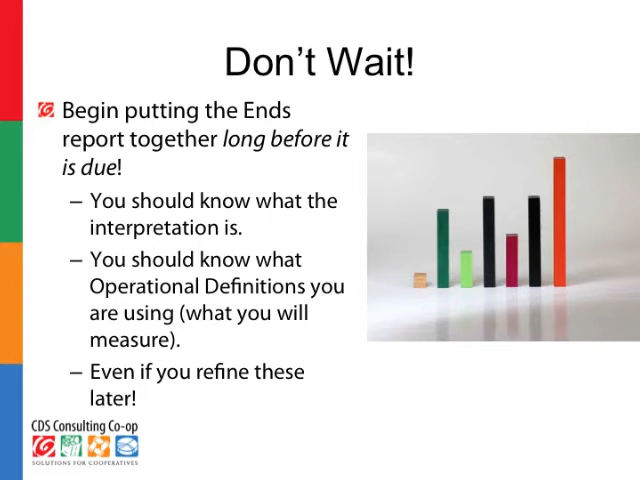 Don't Wait!
Begin putting the Ends
report together long before it
is due!
– You should know what the
interpretation is.
– You should know what
Operational Definitions you
are using (what you will
measure).
– Even if you refine these
later!
CDS Consulting Co-op
SOLUTIONS FOR COOPERATIVES